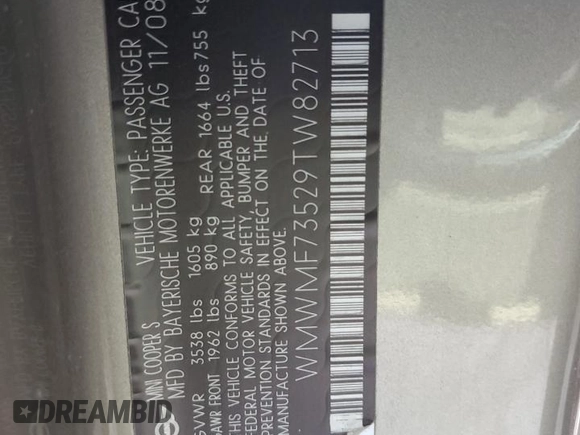 MINI COOPER S VEHICLE TYPE: PASSENGER CA
MFD BY BAYERISCHE MOTORENWERKE AG 11/08
GVWR 3538 lbs 1605 kg
GAWR FRONT 1962 lbs 890 kg REAR 1664 lbs 755 kg
THIS VEHICLE CONFORMS TO ALL APPLICABLE U.S.
FEDERAL MOTOR VEHICLE SAFETY, BUMPER AND THEFT
PREVENTION STANDARDS IN EFFECT ON THE DATE OF
MANUFACTURE SHOWN ABOVE.
WMWMF73529TW82713
DREAMBID